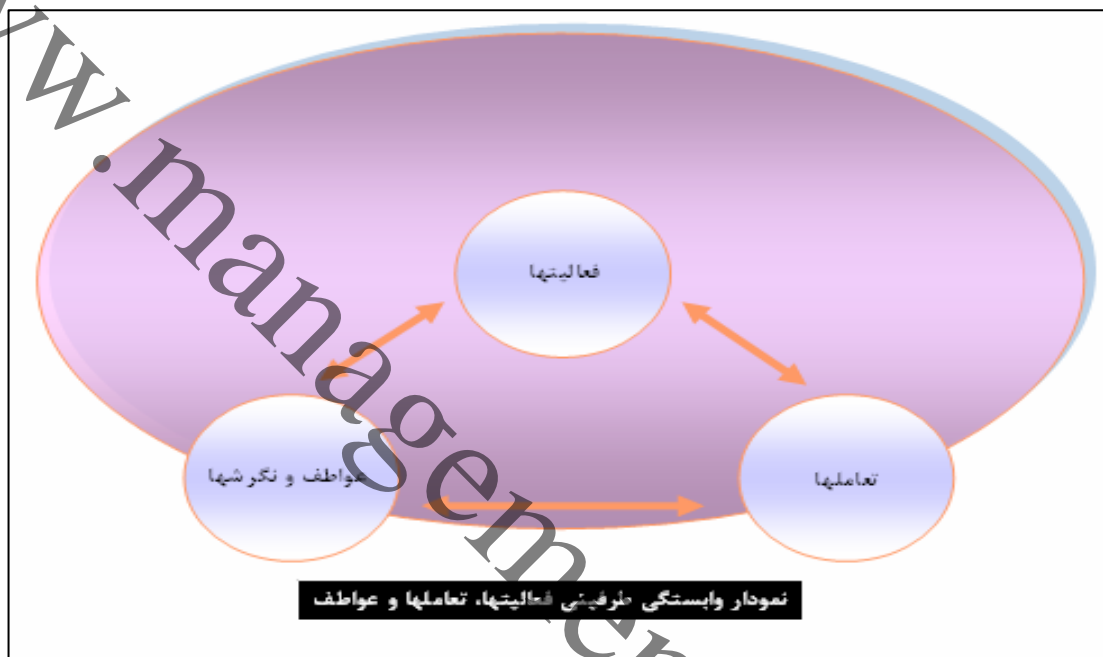 www.managemen
فعالیتها
عواطف و نگرشها
تعاملها
نمودار وابستگی طرفینی فعالیتها، تعاملها و عواطف